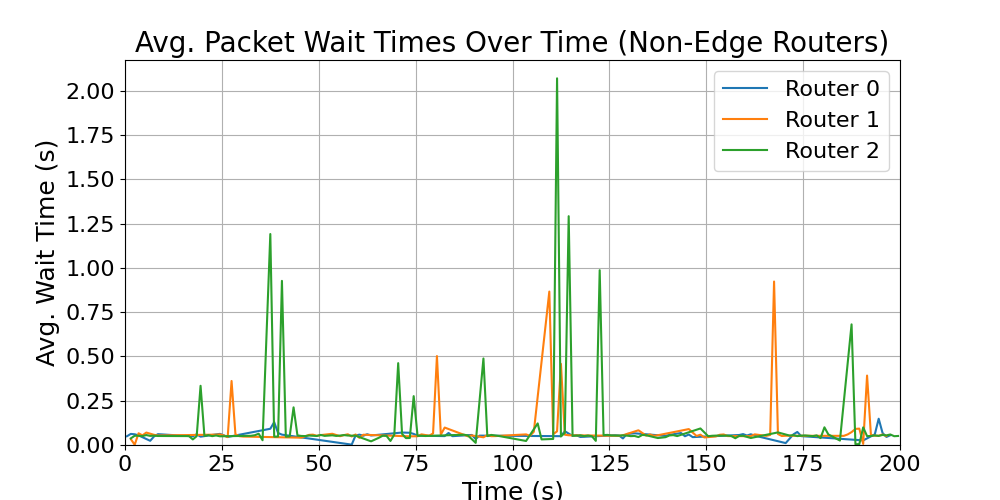 Avg. Packet Wait Times Over Time (Non-Edge Routers)
Avg. Wait Time (s)
2.00
1.75
1.50
1.25
1.00
0.75
0.50
0.25
0.00
Router 0
Router 1
Router 2
0 25 50 75 100 125 150 175 200
Time (s)